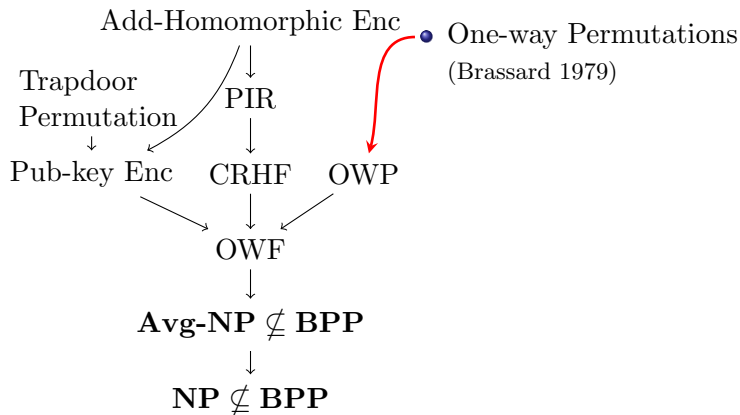 Add-Homomorphic Enc
One-way Permutations
(Brassard 1979)
Trapdoor
Permutation
PIR
Pub-key Enc
CRHF
OWP
OWF
Avg-NP ⊈ BPP
NP ⊈ BPP